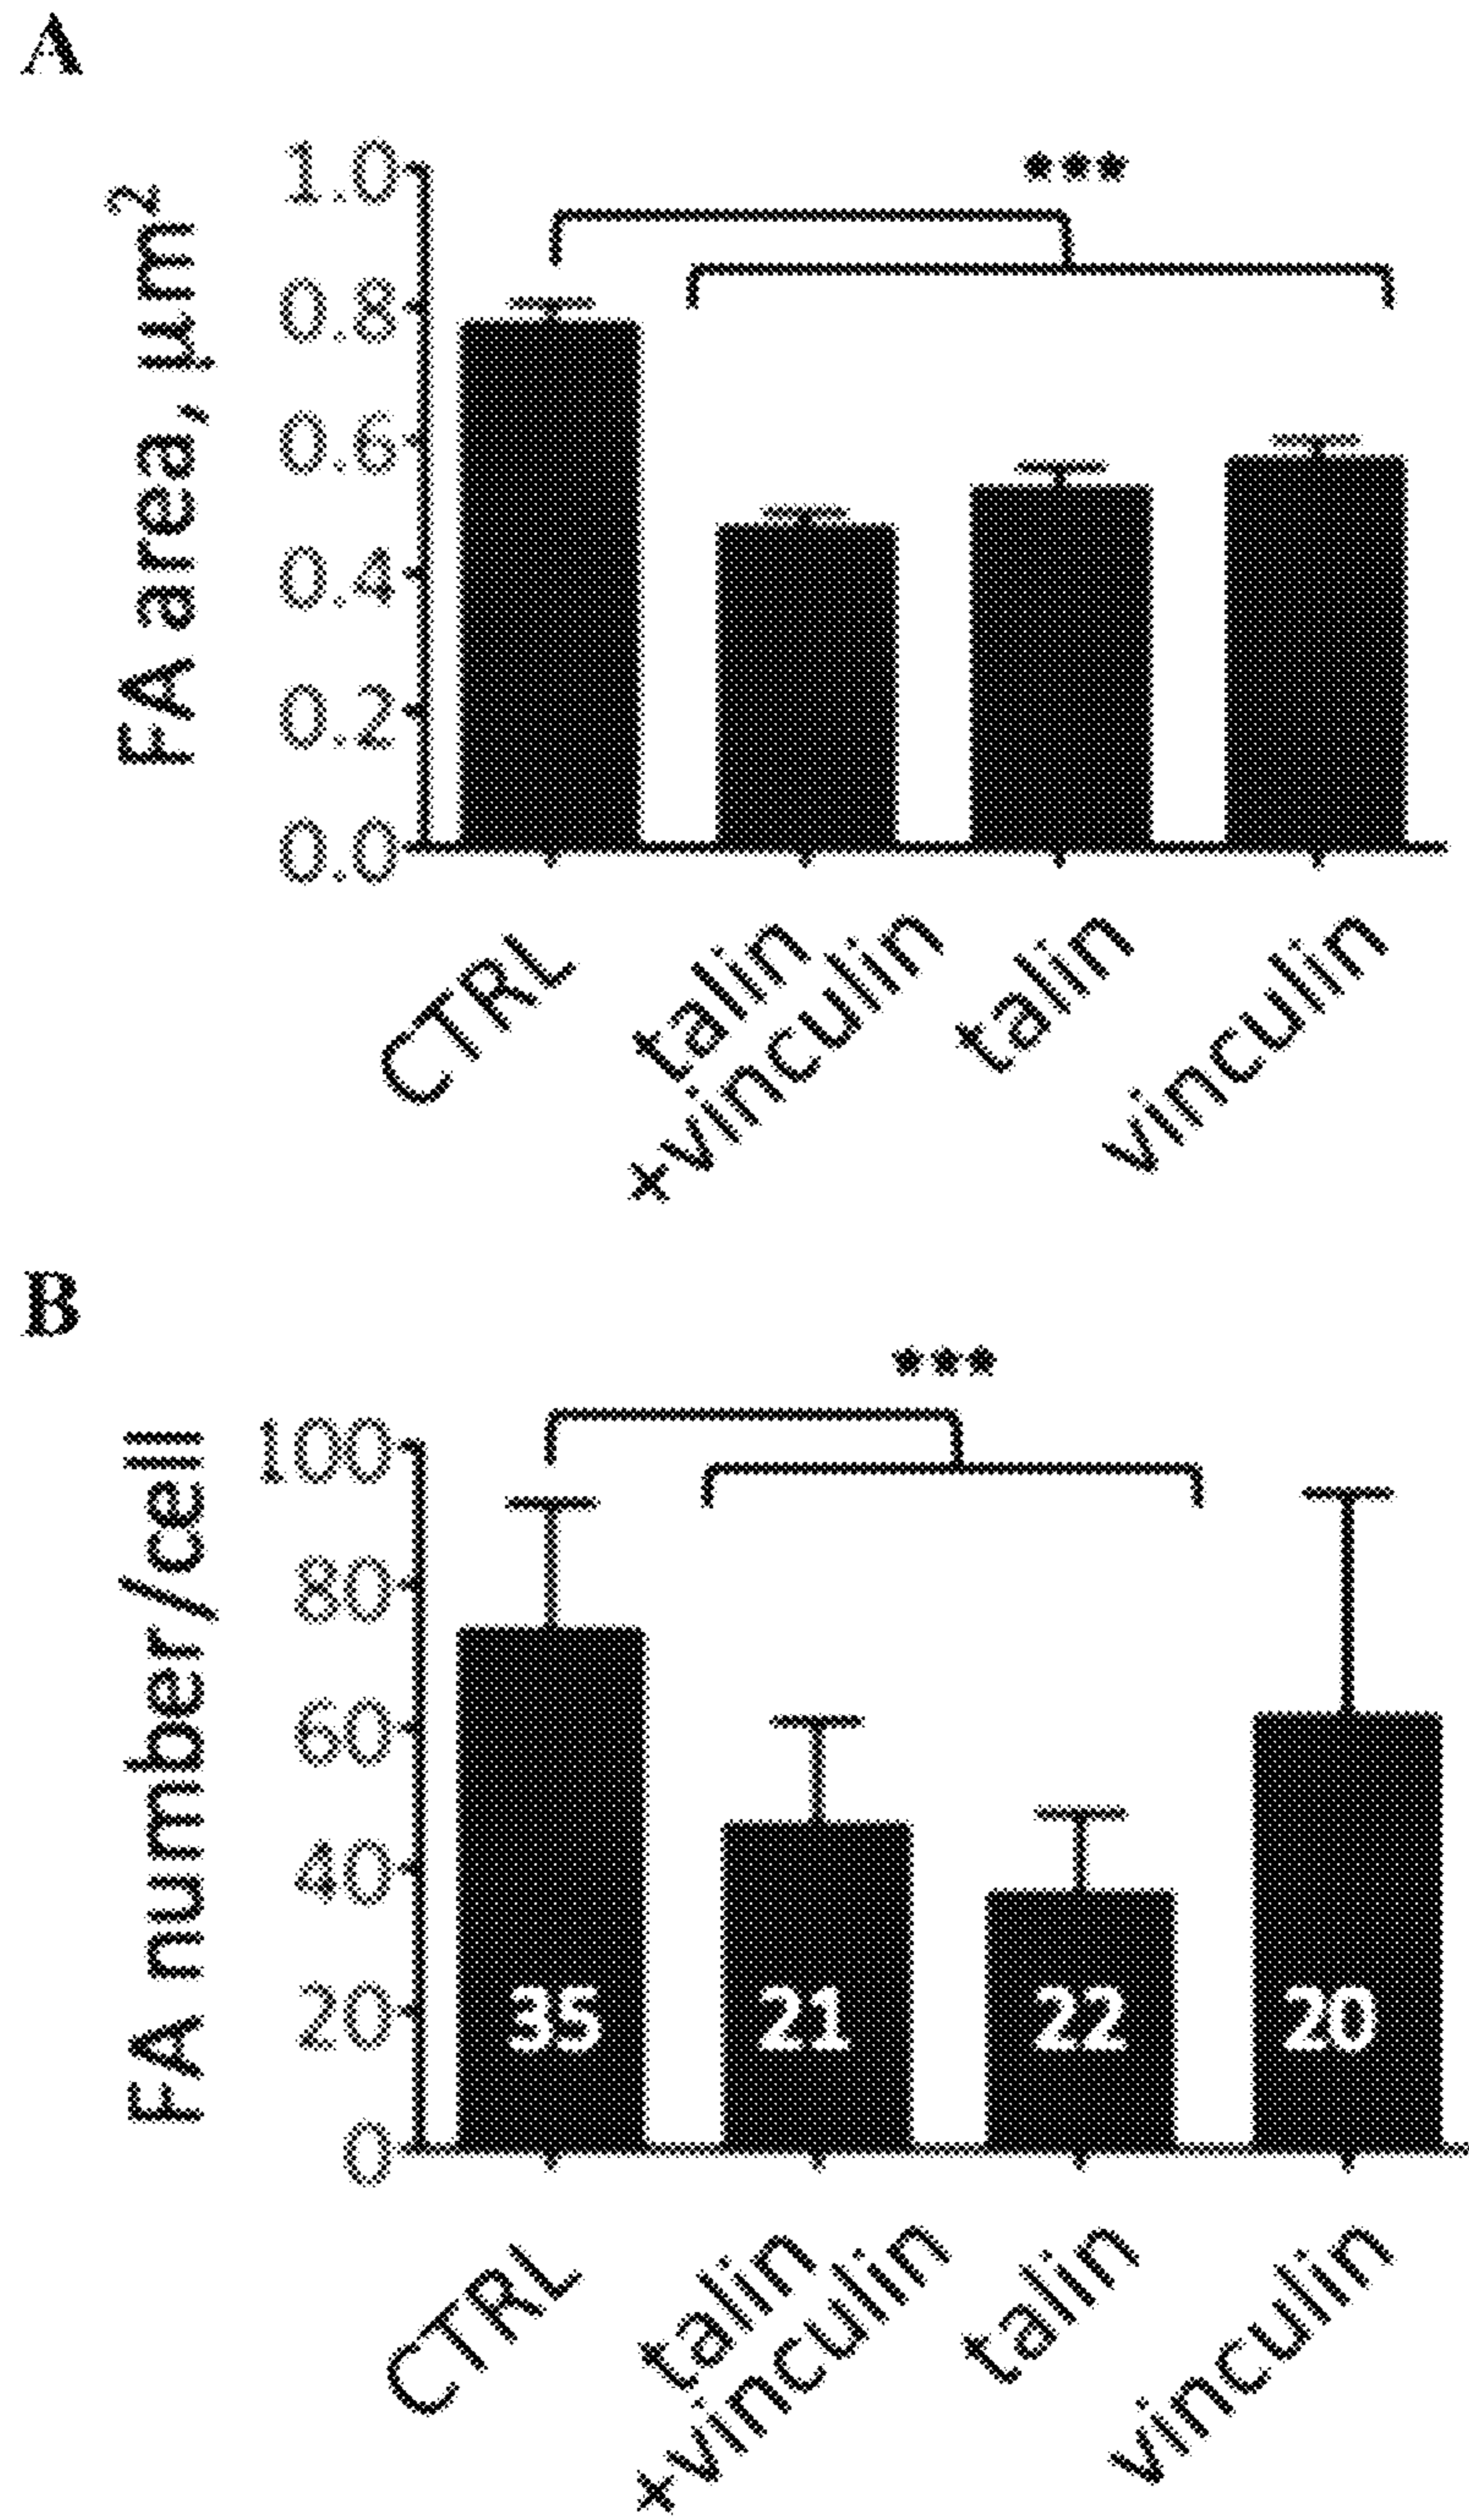 A
FA area, µm²
1.0
0.8
0.6
0.4
0.2
0.0
***
CTRL
talin
+vinculin
talin
vinculin
B
FA number/cell
100
80
60
40
20
0
***
35
21
22
20
CTRL
talin
+vinculin
talin
vinculin